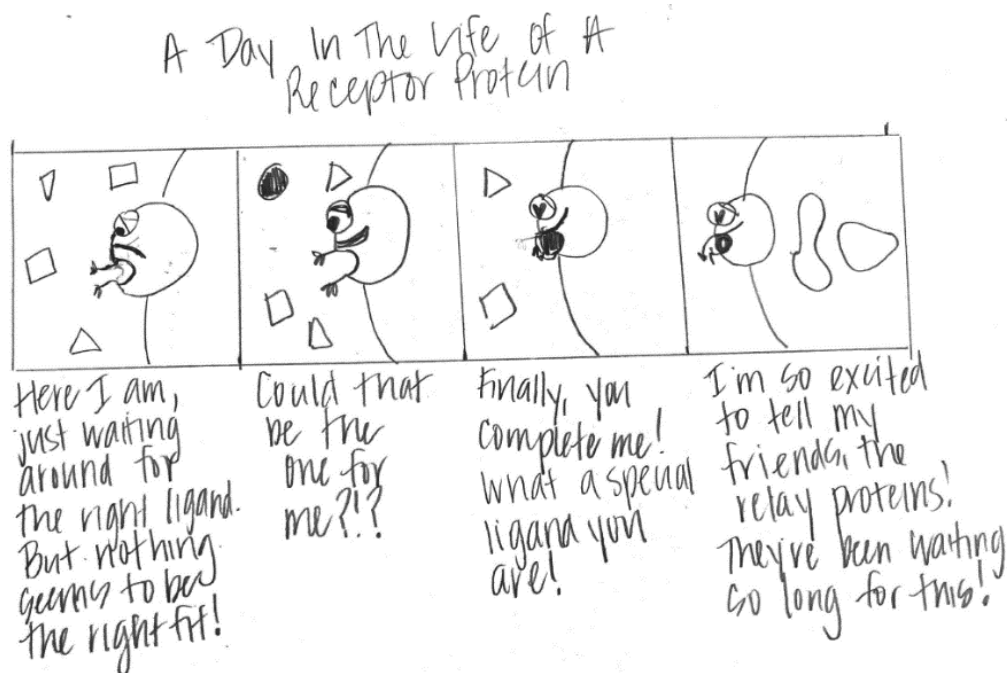 A Day In The Life of A
Receptor Protein
Here I am,
just waiting
around for
the right ligand.
But nothing
seems to be
the right fit!
Could that
be the
one for
me?!?
Finally, you
complete me!
What a special
ligand you
are!
I'm so excited
to tell my
friends, the
relay proteins!
They've been waiting
so long for this!